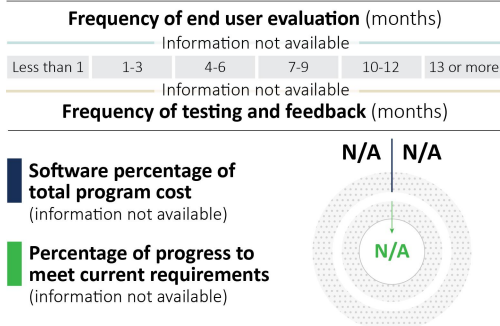 Frequency of end user evaluation (months)
Information not available
Less than 1 1-3 4-6 7-9 10-12 13 or more
Information not available
Frequency of testing and feedback (months)
N/A N/A
Software percentage of
total program cost
(information not available)
N/A
Percentage of progress to
meet current requirements
(information not available)